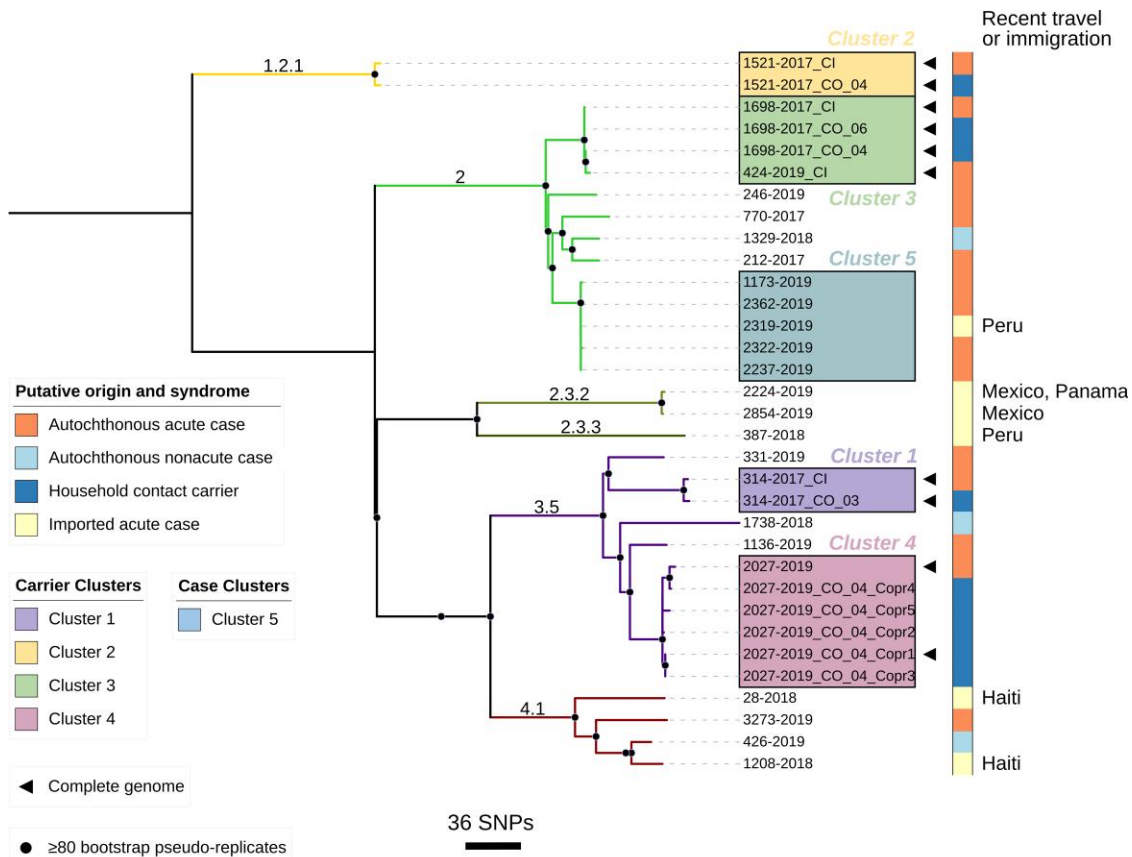 Recent travel
or immigration
Cluster 2
1.2.1
1521-2017_CI
1521-2017_CO_04
1698-2017_CI
1698-2017_CO_06
1698-2017_CO_04
2
424-2019_CI
246-2019
Cluster 3
770-2017
1329-2018
212-2017
Cluster 5
1173-2019
2362-2019
2319-2019
Peru
2322-2019
2237-2019
2.3.2
2224-2019
Mexico, Panama
2854-2019
Mexico
2.3.3
387-2018
Peru
331-2019
Cluster 1
314-2017_CI
314-2017_CO_03
3.5
1738-2018
1136-2019
Cluster 4
2027-2019
2027-2019_CO_04_Copr4
2027-2019_CO_04_Copr5
2027-2019_CO_04_Copr2
2027-2019_CO_04_Copr1
2027-2019_CO_04_Copr3
4.1
28-2018
Haiti
3273-2019
426-2019
1208-2018
Haiti
Putative origin and syndrome
Autochthonous acute case
Autochthonous nonacute case
Household contact carrier
Imported acute case
Carrier Clusters
Cluster 1
Cluster 2
Cluster 3
Cluster 4
Case Clusters
Cluster 5
Complete genome
≥80 bootstrap pseudo-replicates
36 SNPs